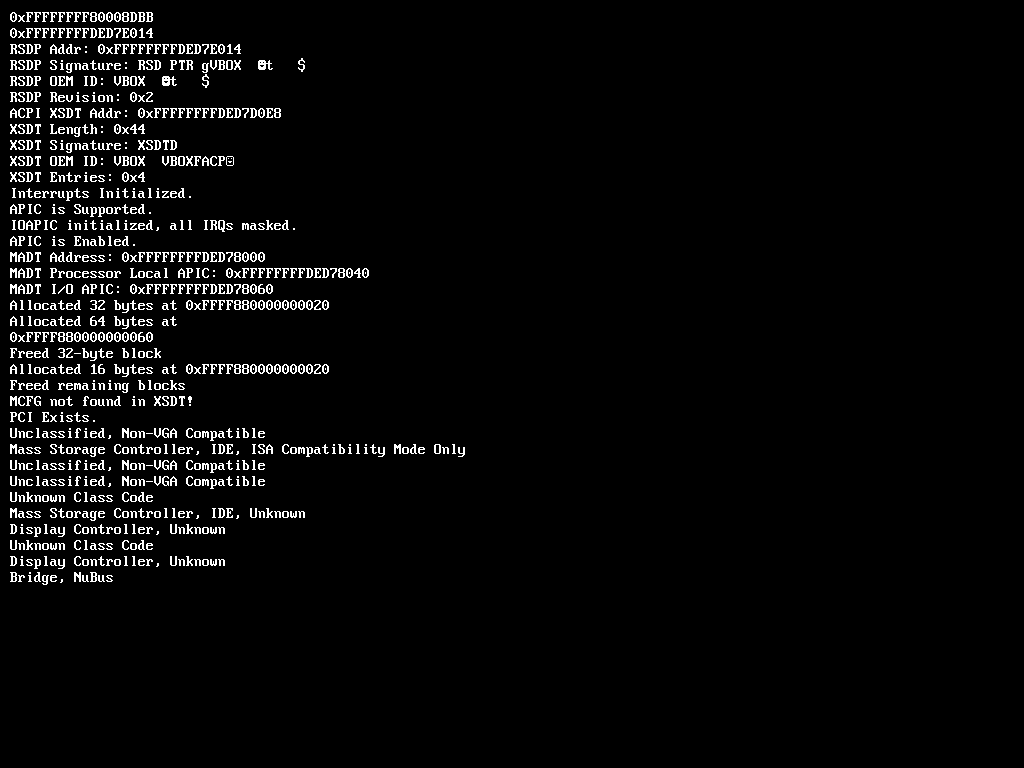 0xFFFFFFFF80008DBB
0xFFFFFFFFDED7E014
RSDP Addr: 0xFFFFFFFFDED7E014
RSDP Signature: RSD PTR gVBOX  ☻t   $
RSDP OEM ID: VBOX  ☻t   $
RSDP Revision: 0x2
ACPI XSDT Addr: 0xFFFFFFFFDED7D0E8
XSDT Length: 0x44
XSDT Signature: XSDTD
XSDT OEM ID: VBOX  VBOXFACP☺
XSDT Entries: 0x4
Interrupts Initialized.
APIC is Supported.
IOAPIC initialized, all IRQs masked.
APIC is Enabled.
MADT Address: 0xFFFFFFFFDED78000
MADT Processor Local APIC: 0xFFFFFFFFDED78040
MADT I/O APIC: 0xFFFFFFFFDED78060
Allocated 32 bytes at 0xFFFF880000000020
Allocated 64 bytes at
0xFFFF880000000060
Freed 32-byte block
Allocated 16 bytes at 0xFFFF880000000020
Freed remaining blocks
MCFG not found in XSDT!
PCI Exists.
Unclassified, Non-VGA Compatible
Mass Storage Controller, IDE, ISA Compatibility Mode Only
Unclassified, Non-VGA Compatible
Unclassified, Non-VGA Compatible
Unknown Class Code
Mass Storage Controller, IDE, Unknown
Display Controller, Unknown
Unknown Class Code
Display Controller, Unknown
Bridge, NuBus